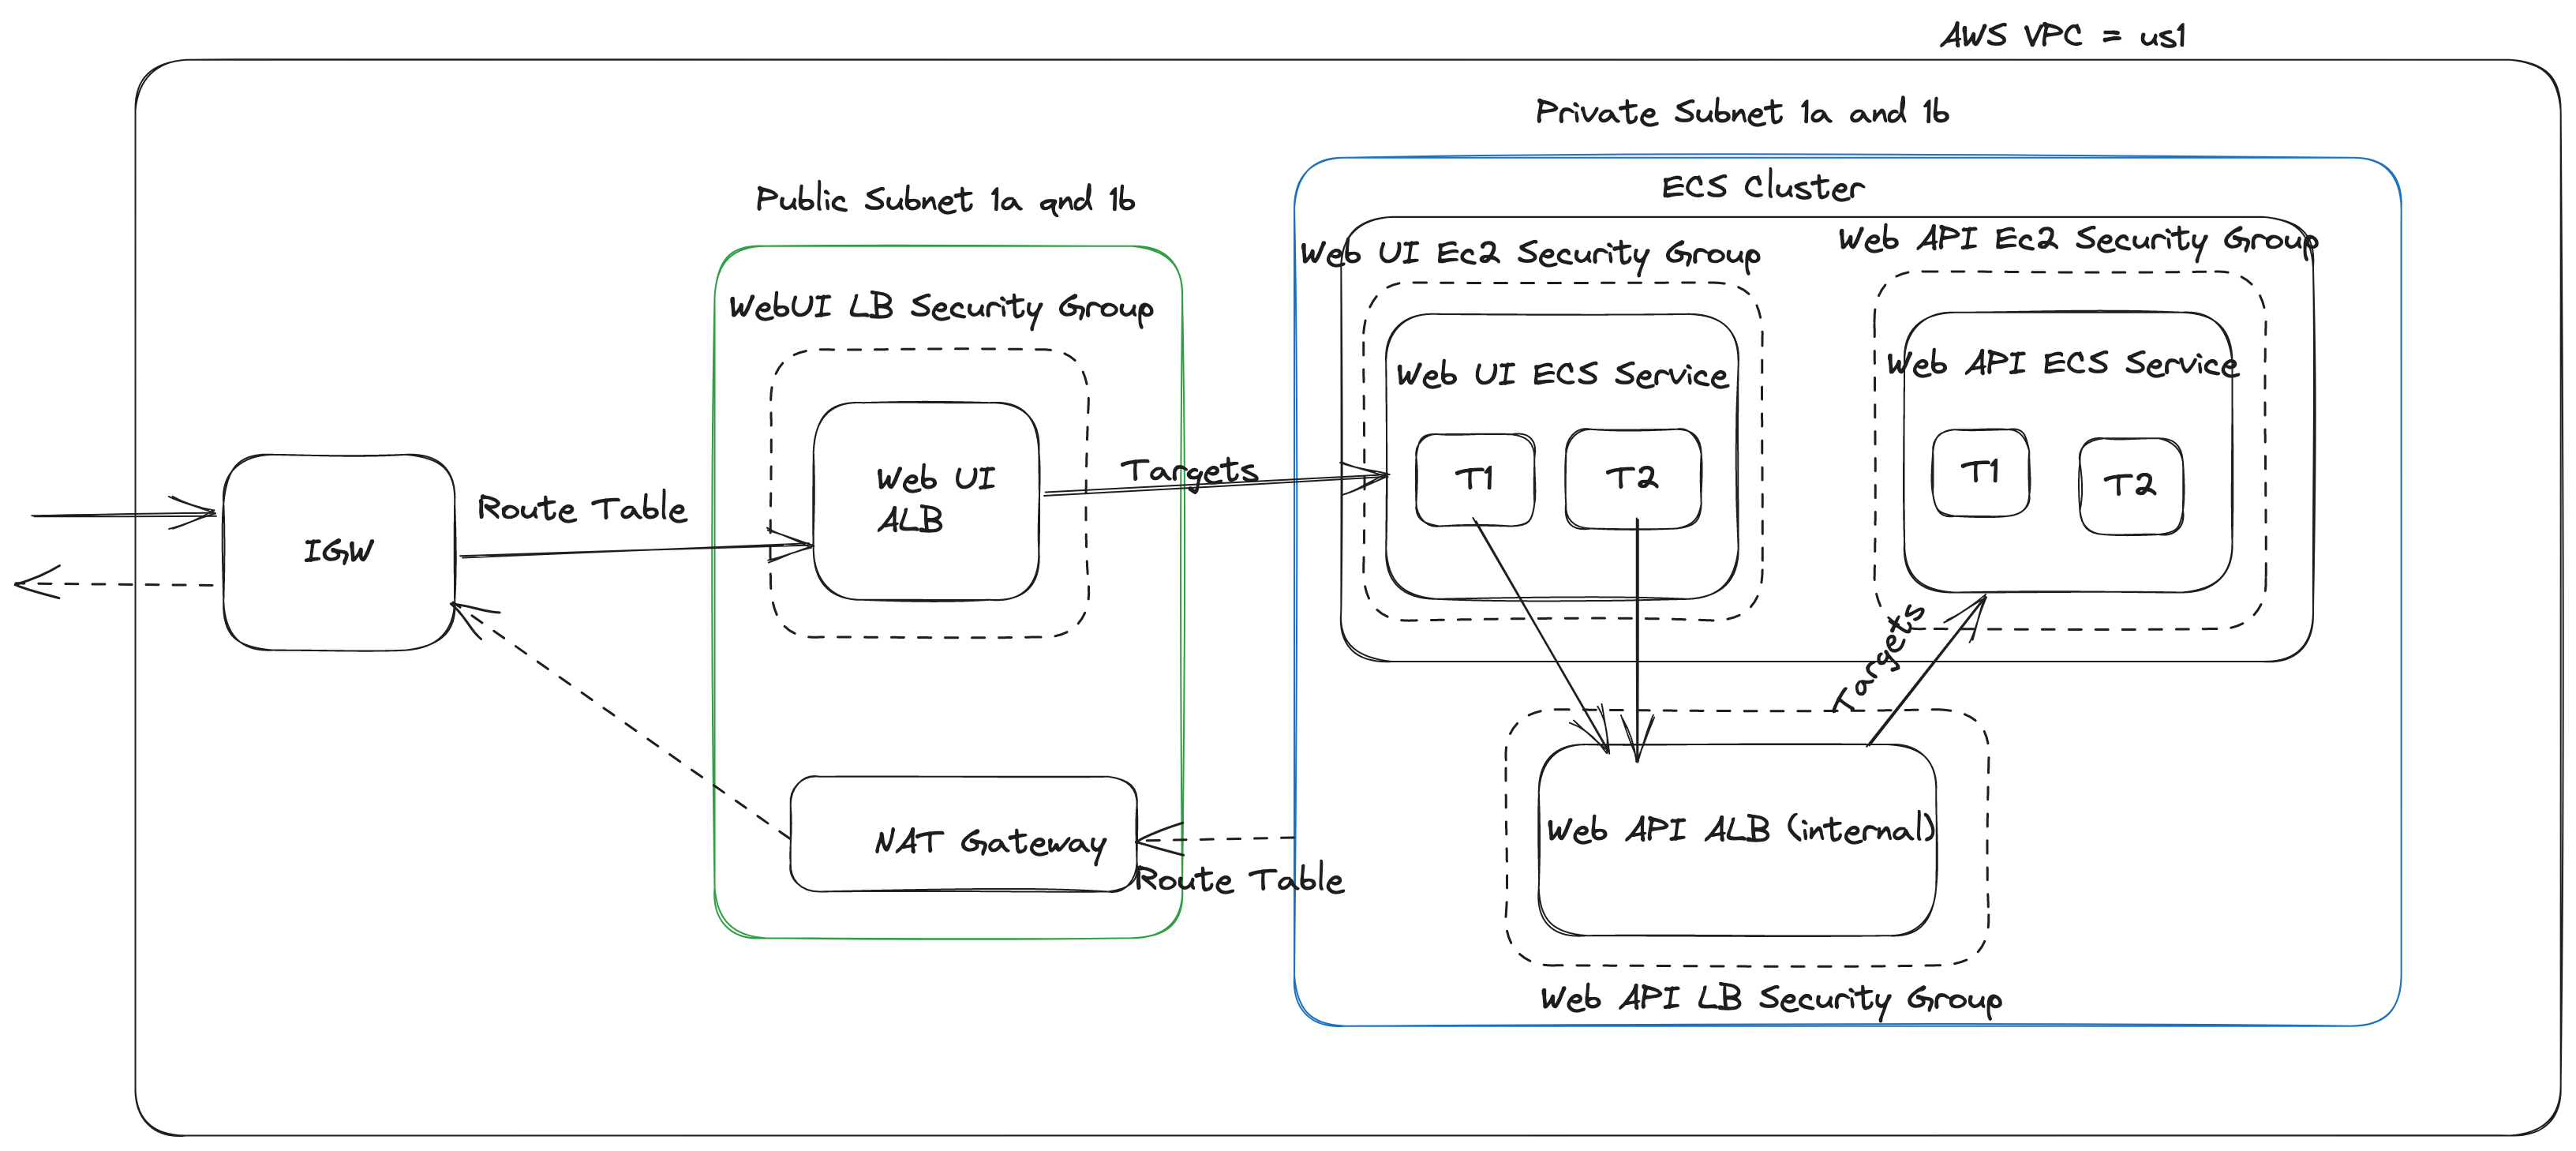 AWS VPC = us1
Private Subnet 1a and 1b
ECS Cluster
Public Subnet 1a and 1b
Web UI Ec2 Security Group
Web API Ec2 Security Group
WebUI LB Security Group
Web UI ECS Service
Web API ECS Service
Web UI
ALB
Targets
T1
T2
T1
T2
Route Table
IGW
Targets
NAT Gateway
Route Table
Web API ALB (internal)
Web API LB Security Group